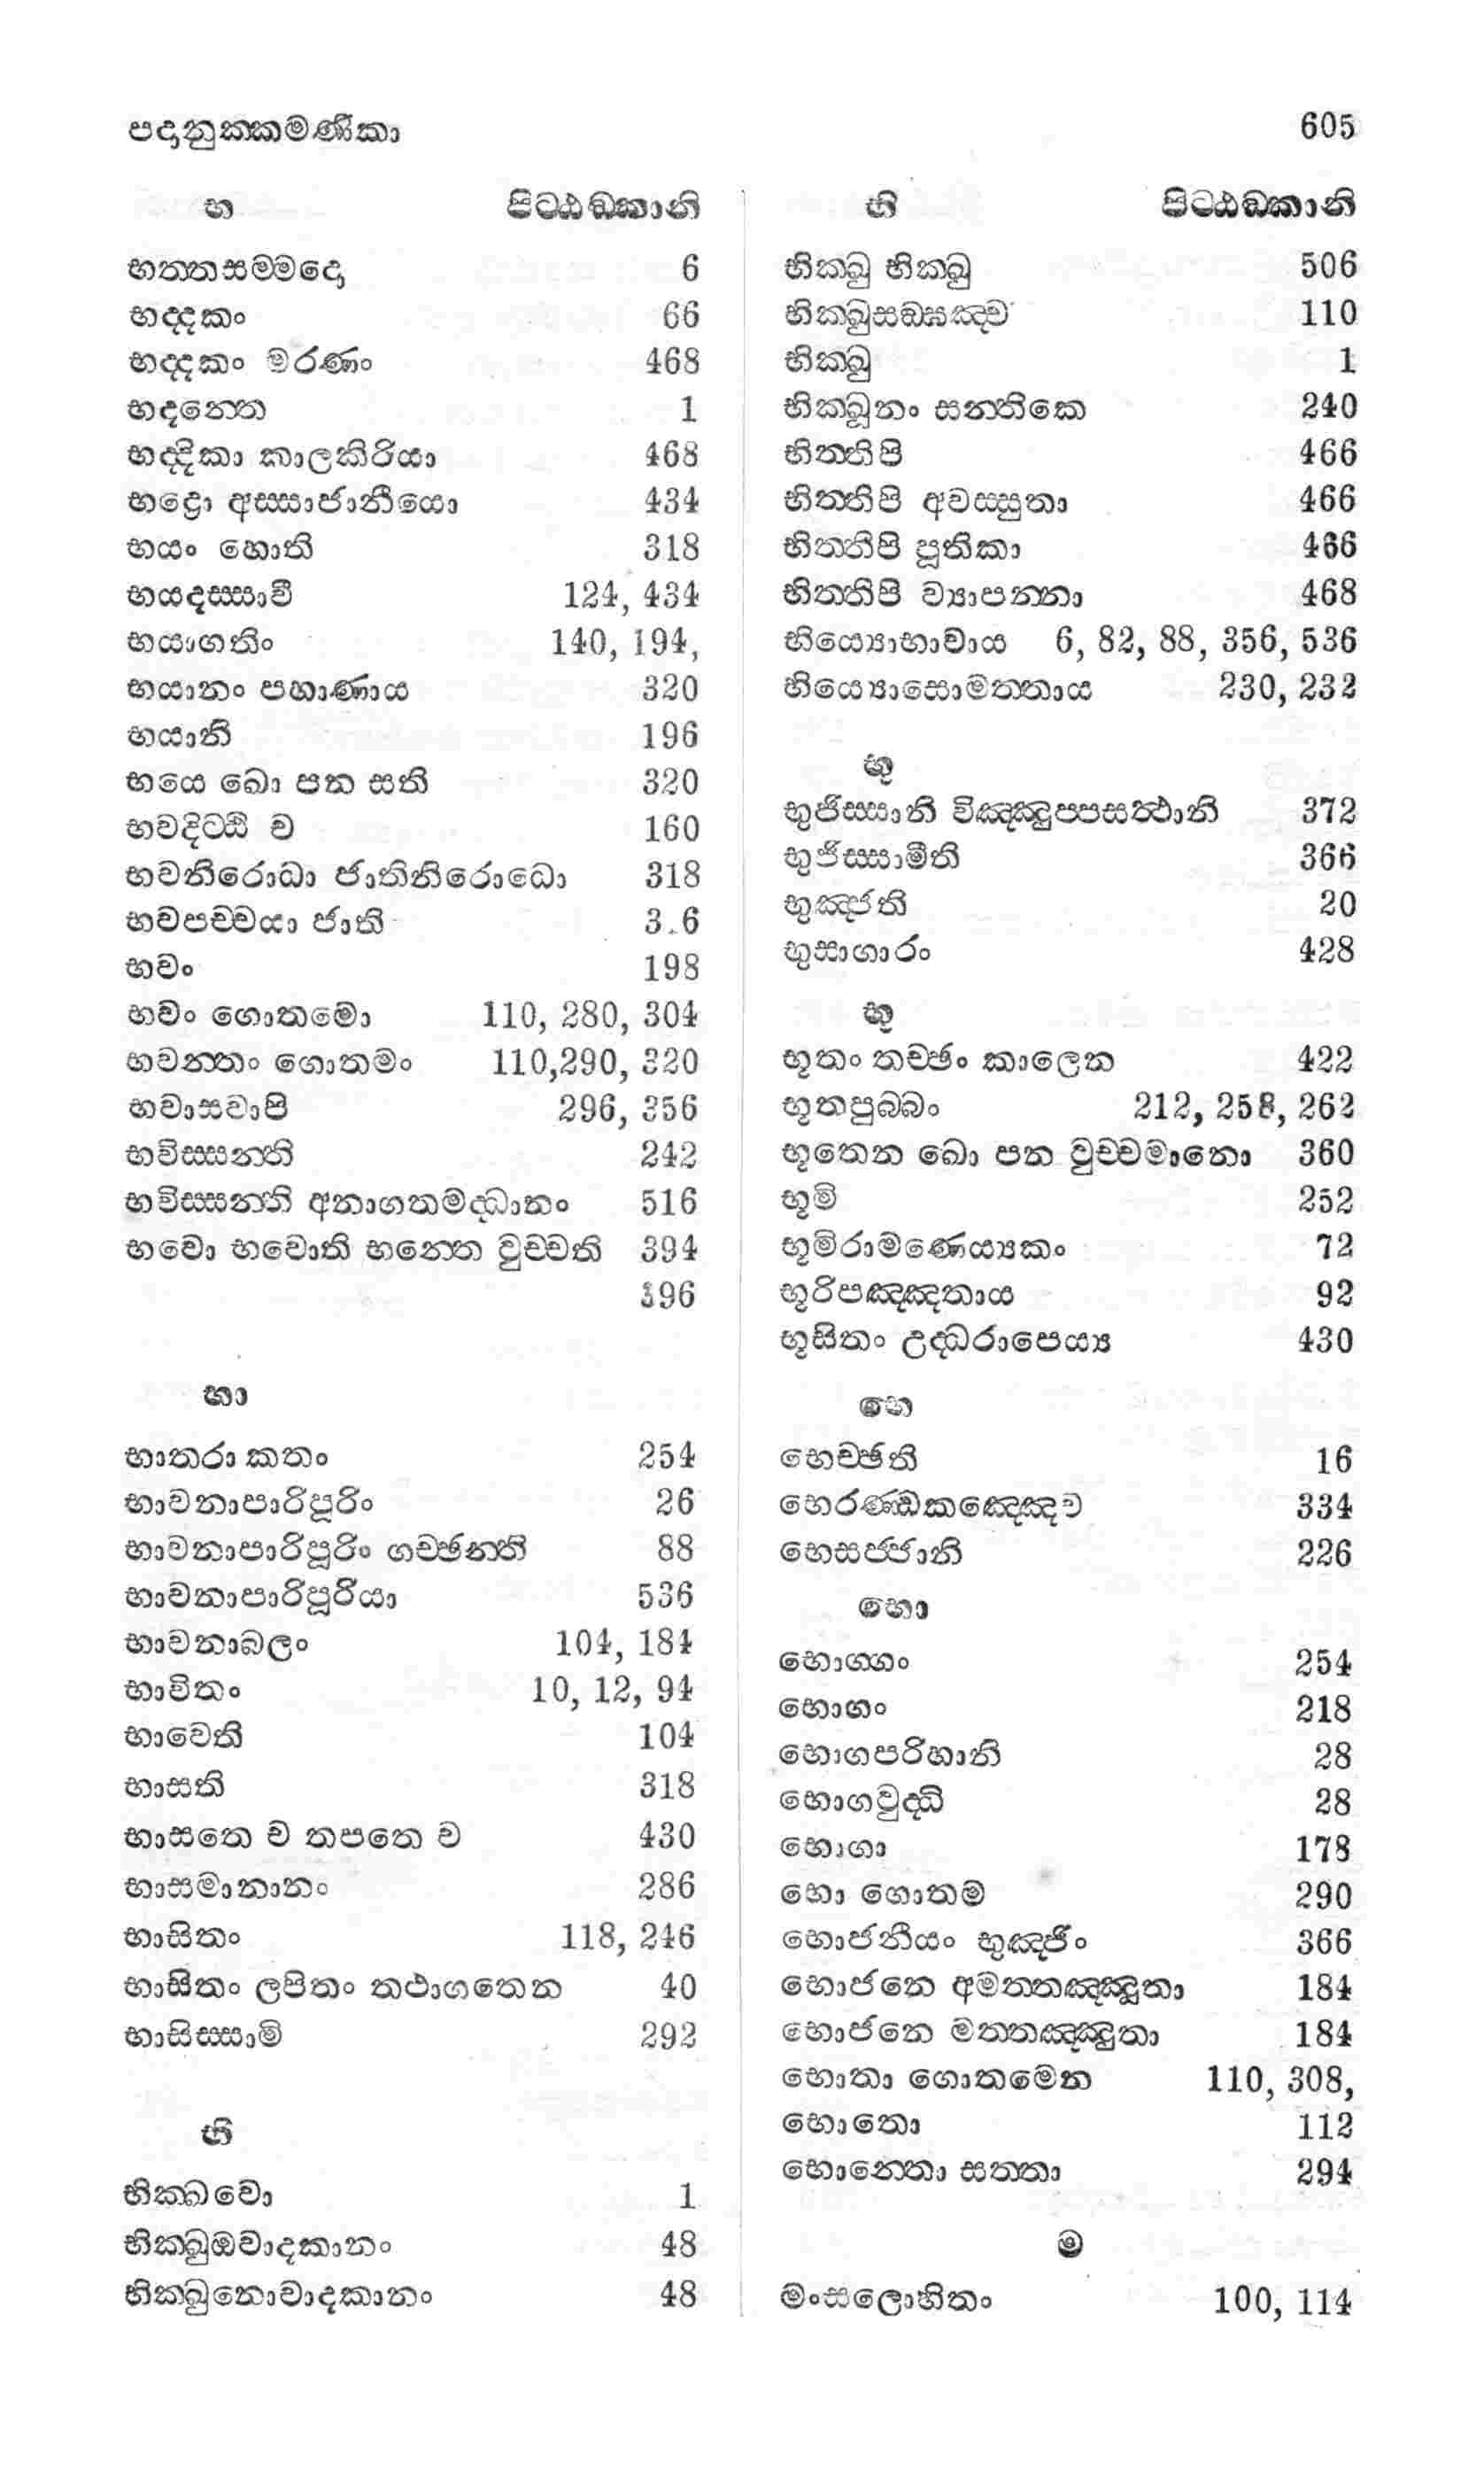 පදානුක්කමණිකා 605
භ පිට්ඨඞ්කානි
භත්තසම්මදො 6
භද්දකං 66
භද්දකං මරණං 468
භදන්තෙ 1
භද්දිකා කාලකිරියා 468
භද්‍රො අස්සාජානීයො 434
භයං හොති 318
භයදස්සාවී 124, 434
භයාගතිං 140, 194,
භයානං පහාණාය 320
භයානි 196
භයෙ ඛො පන සති 320
භවදිට්ඨි ච 160
භවනිරොධා ජාතිනිරොධො 318
භවපච්චයා ජාති 3.6
භවං 198
භවං ගොතමො 110, 280, 304
භවන්තං ගොතමං 110,290, 320
භවාසවාපි 296, 356
භවිස්සන්ති 242
භවිස්සන්ති අනාගතමද්ධානං 516
භවො භවොති භන්තෙ වුච්චති 394
396
භා
භාතරා කතං 254
භාවනාපාරිපූරිං 26
භාවනාපාරිපූරිං ගච්ඡන්ති 88
භාවනාපාරිපූරියා 536
භාවනාබලං 104, 184
භාවිතං 10, 12, 94
භාවෙති 104
භාසති 318
භාසතෙ ච තපතෙ ච 430
භාසමානානං 286
භාසිතං 118, 246
භාසිතං ලපිතං තථාගතෙන 40
භාසිස්සාමි 292
භි
භික්ඛවො 1
භික්ඛුඔවාදකානං 48
භික්ඛුනොවාදකානං 48
භි පිට්ඨඞ්කානි
භික්ඛු භික්ඛු 506
භික්ඛුසඞ්ඝඤ්ච 110
භික්ඛු 1
භික්ඛූනං සන්තිකෙ 240
භිත්තිපි 466
භිත්තිපි අවස්සුතා 466
භිත්තිපි පූතිකා 466
භිත්තිපි ව්‍යාපන්නා 468
භිය්‍යොභාවාය 6, 82, 88, 356, 536
භිය්‍යොසොමත්තාය 230, 232
භු
භුජිස්සානි විඤ්ඤුප්පසත්ථානි 372
භුජිස්සාමීති 366
භුඤ්ජති 20
භුසාගාරං 428
භූ
භූතං තච්ඡං කාලෙන 422
භූතපුබ්බං 212, 258, 262
භූතෙන ඛො පන වුච්චමානො 360
භූමි 252
භූමිරාමණෙය්‍යකං 72
භූරිපඤ්ඤතාය 92
භූසිතං උද්ධරාපෙය්‍ය 430
භෙ
භෙච්ඡති 16
භෙරණ්ඩකඤ්ඤෙව 334
භෙසජ්ජානි 226
භො
භොග්ගං 254
භොගං 218
භොගපරිහානි 28
භොගවුද්ධි 28
භොගා 178
භො ගොතම 290
භොජනීයං භුඤ්ජිං 366
භොජනෙ අමත්තඤ්ඤුතා 184
භොජනෙ මත්තඤ්ඤුතා 184
භොතා ගොතමෙන 110, 308,
භොතො 112
භොන්තො සත්තා 294
ම
මංසලොහිතං 100, 114